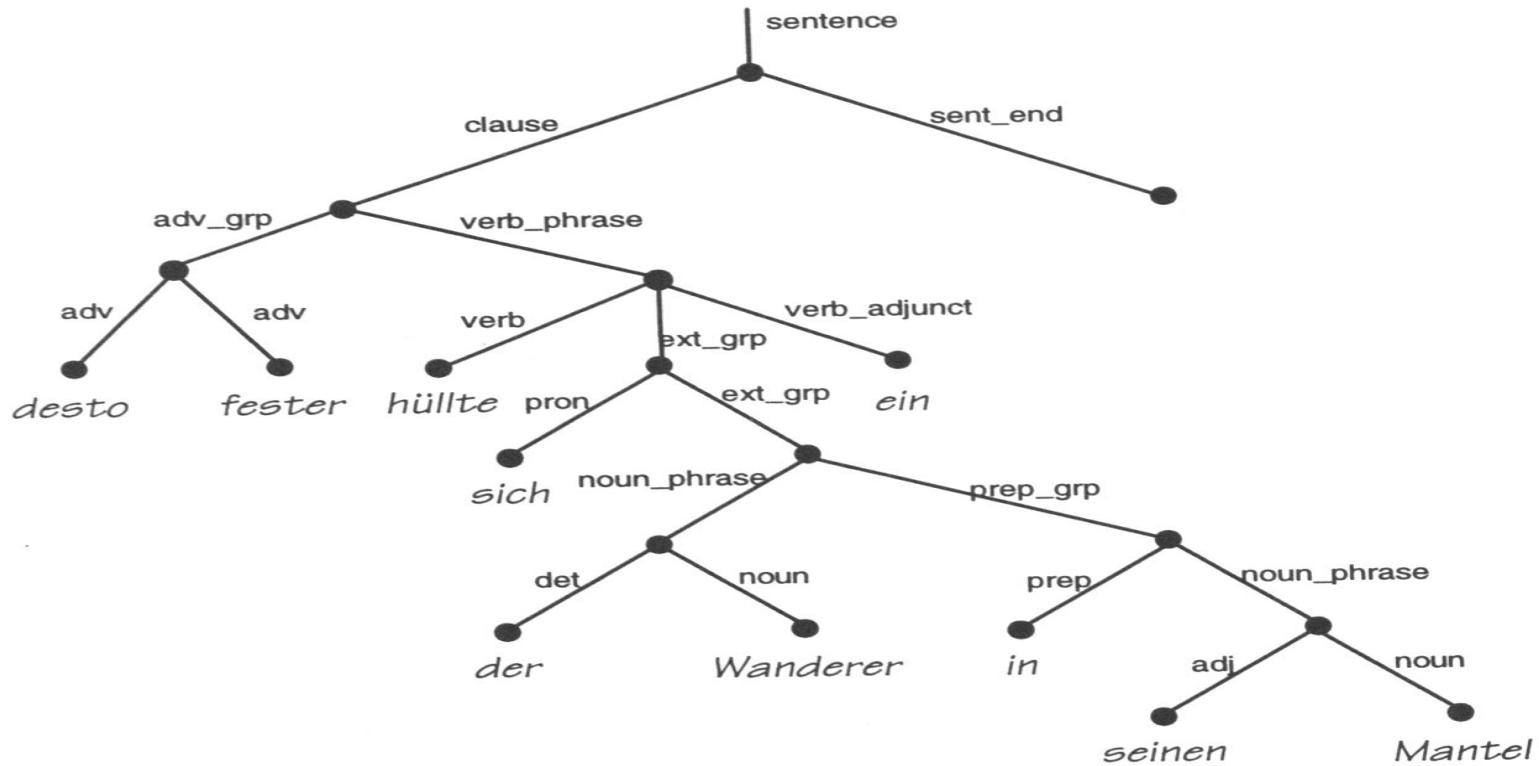 sentence
clause sent_end
adv_grp verb_phrase
adv adv verb ext_grp verb_adjunct
desto fester hüllte pron ext_grp ein
sich noun_phrase prep_grp
det noun prep noun_phrase
der Wanderer in adj noun
seinen Mantel